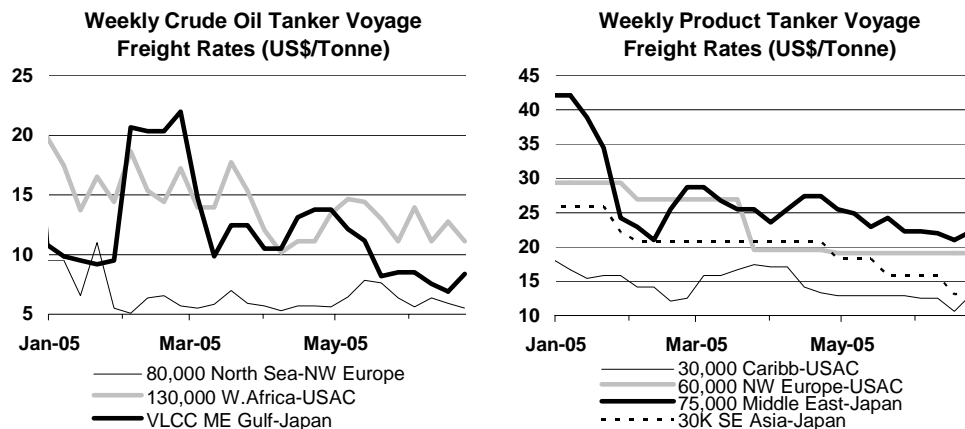 Weekly Crude Oil Tanker Voyage
Freight Rates (US$/Tonne)
25
20
15
10
5
Jan-05
Mar-05
May-05
80,000 North Sea-NW Europe
130,000 W.Africa-USAC
VLCC ME Gulf-Japan
Weekly Product Tanker Voyage
Freight Rates (US$/Tonne)
45
40
35
30
25
20
15
10
Jan-05
Mar-05
May-05
30,000 Caribb-USAC
60,000 NW Europe-USAC
75,000 Middle East-Japan
30K SE Asia-Japan